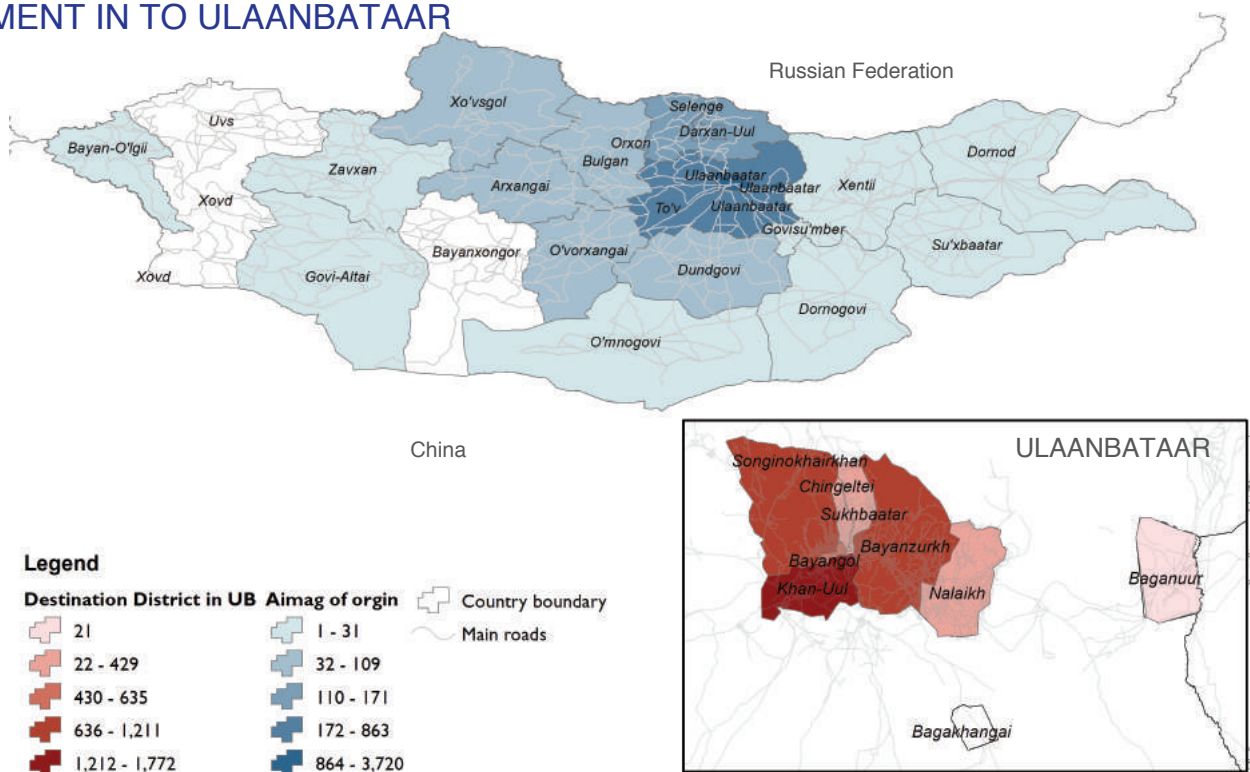 MENT IN TO ULAANBATAAR
Russian Federation
Xo'vsgol
Selenge
Uvs
Darxan-Uul
Orxon
Bayan-O'lgii
Dornod
Bulgan
Zavxan
Ulaanbaatar
Arxangai
Ulaanbaatar
Xentii
Xovd
To'v
Ulaanbaatar
Govisu'mber
Su'xbaatar
Bayanxongor
O'vorxangai
Xovd
Govi-Altai
Dundgovi
Dornogovi
O'mnogovi
China
ULAANBATAAR
Songinokhairkhan
Chingeltei
Sukhbaatar
Bayanzurkh
Bayangol
Khan-Uul
Nalaikh
Baganuur
Bagakhangai
Legend
Destination District in UB
21
22 - 429
430 - 635
636 - 1,211
1,212 - 1,772
Aimag of orgin
1 - 31
32 - 109
110 - 171
172 - 863
864 - 3,720
Country boundary
Main roads